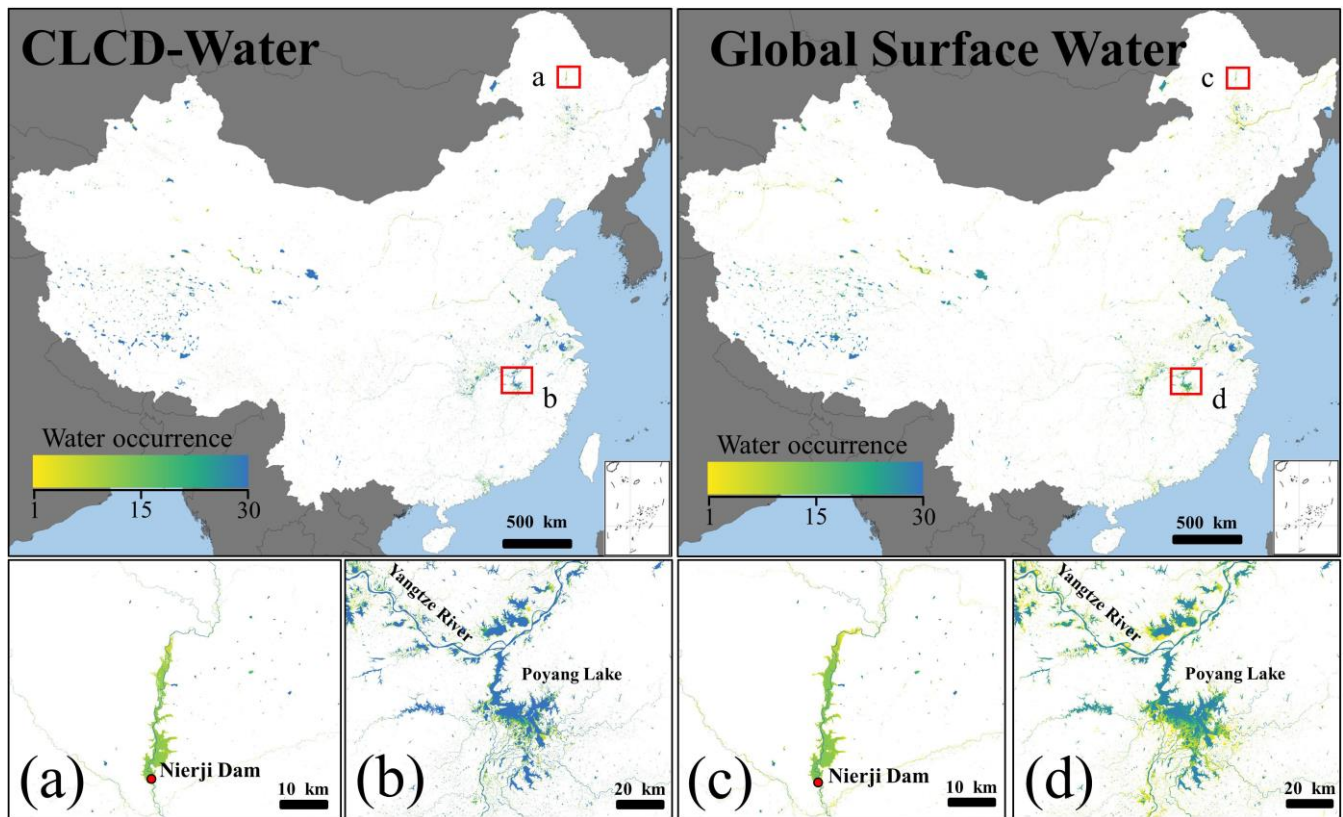 CLCD-Water
a
b
Water occurrence
1
15
30
500 km
Global Surface Water
c
d
Water occurrence
1
15
30
500 km
Nierji Dam
(a)
10 km
Yangtze River
Poyang Lake
(b)
20 km
Nierji Dam
(c)
10 km
Yangtze River
Poyang Lake
(d)
20 km